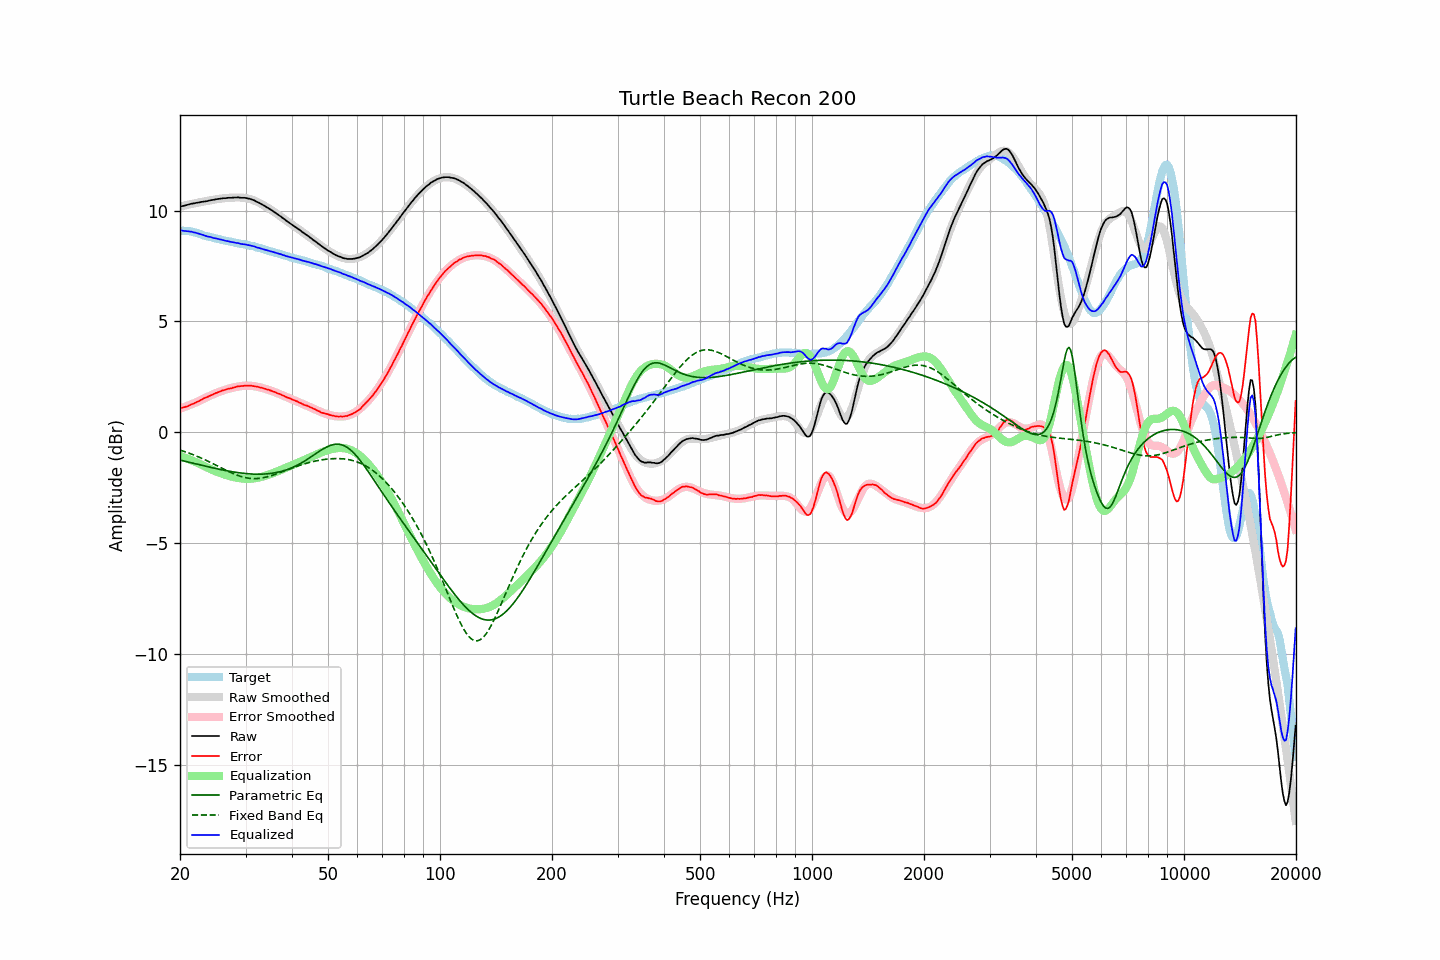 Turtle Beach Recon 200
Amplitude (dBr)
10
5
0
−5
−10
−15
Target
Raw Smoothed
Error Smoothed
Raw
Error
Equalization
Parametric Eq
Fixed Band Eq
Equalized
20 50 100 200 500 1000 2000 5000 10000 20000
Frequency (Hz)